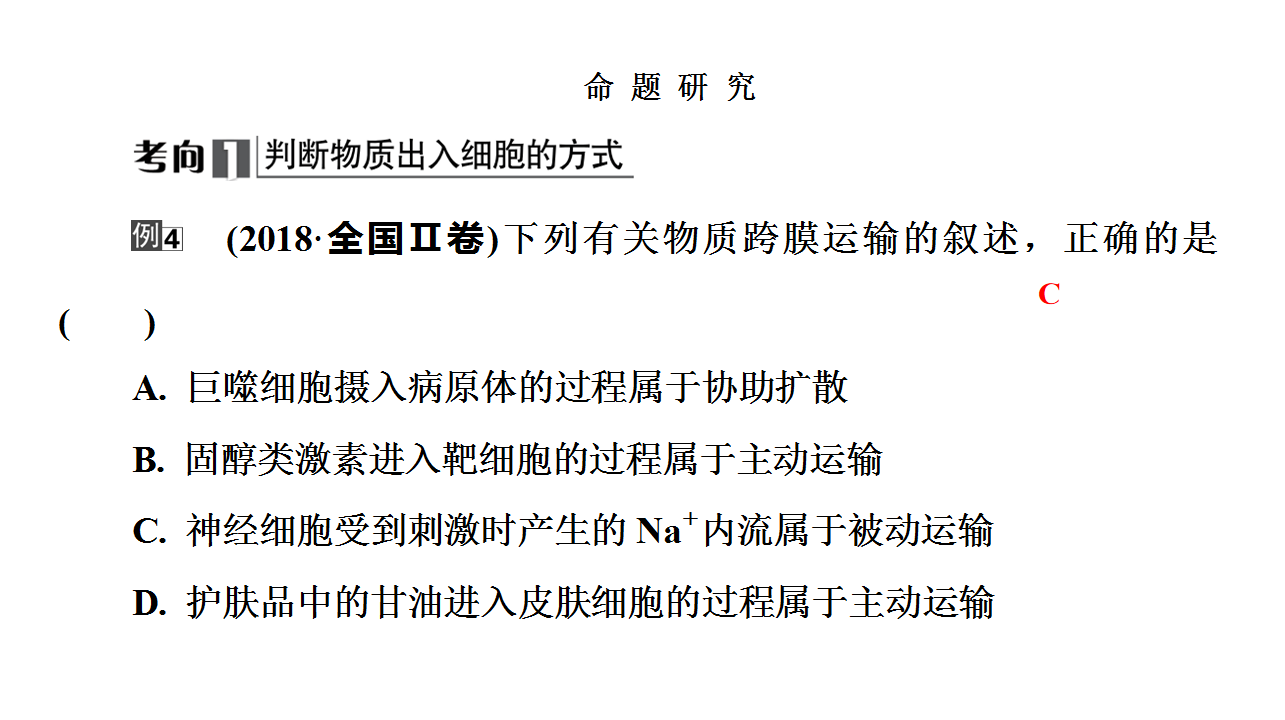 命 题 研 究
考向1 判断物质出入细胞的方式
例4 (2018·全国Ⅱ卷)下列有关物质跨膜运输的叙述，正确的是
C
(　　)
A. 巨噬细胞摄入病原体的过程属于协助扩散
B. 固醇类激素进入靶细胞的过程属于主动运输
C. 神经细胞受到刺激时产生的 Na⁺内流属于被动运输
D. 护肤品中的甘油进入皮肤细胞的过程属于主动运输